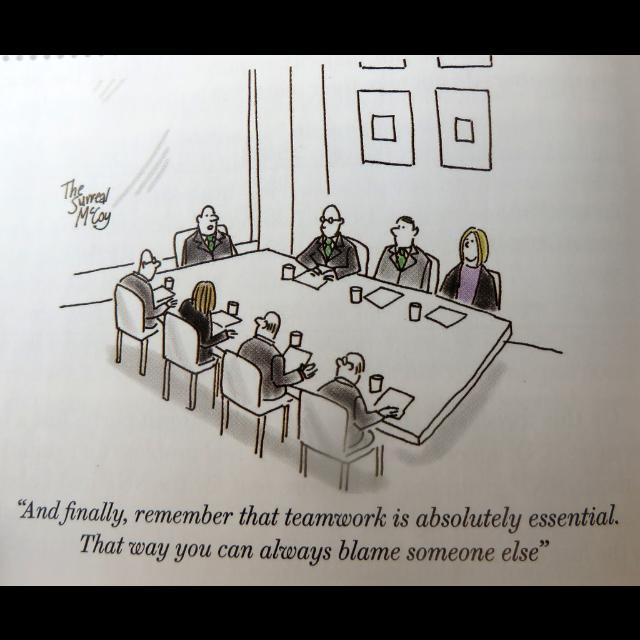 The
Surreal
McCoy
“And finally, remember that teamwork is absolutely essential.
That way you can always blame someone else”